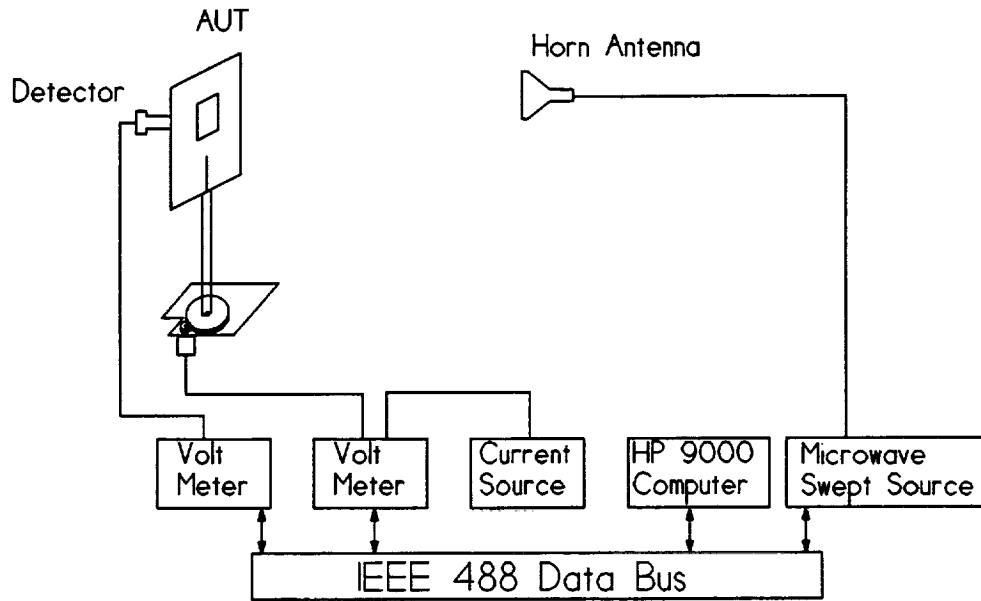 AUT
Horn Antenna
Detector
Volt
Meter
Volt
Meter
Current
Source
HP 9000
Computer
Microwave
Swept Source
IEEE 488 Data Bus